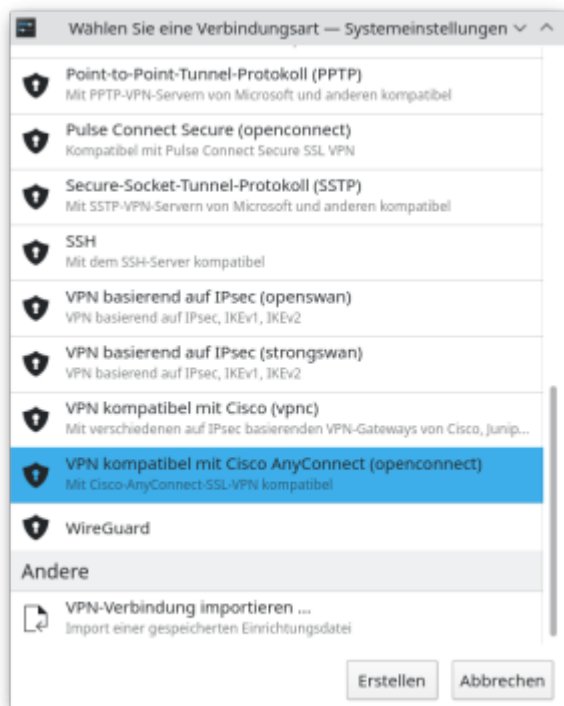 Wählen Sie eine Verbindungsart — Systemeinstellungen
Point-to-Point-Tunnel-Protokoll (PPTP)
Mit PPTP-VPN-Servern von Microsoft und anderen kompatibel
Pulse Connect Secure (openconnect)
Kompatibel mit Pulse Connect Secure SSL VPN
Secure-Socket-Tunnel-Protokoll (SSTP)
Mit SSTP-VPN-Servern von Microsoft und anderen kompatibel
SSH
Mit dem SSH-Server kompatibel
VPN basierend auf IPsec (openswan)
VPN basierend auf IPsec, IKEv1, IKEv2
VPN basierend auf IPsec (strongswan)
VPN basierend auf IPsec, IKEv1, IKEv2
VPN kompatibel mit Cisco (vpnc)
Mit verschiedenen auf IPsec basierenden VPN-Gateways von Cisco, Junip...
VPN kompatibel mit Cisco AnyConnect (openconnect)
Mit Cisco-AnyConnect-SSL-VPN kompatibel
WireGuard
Andere
VPN-Verbindung importieren ...
Import einer gespeicherten Einrichtungsdatei
Erstellen
Abbrechen